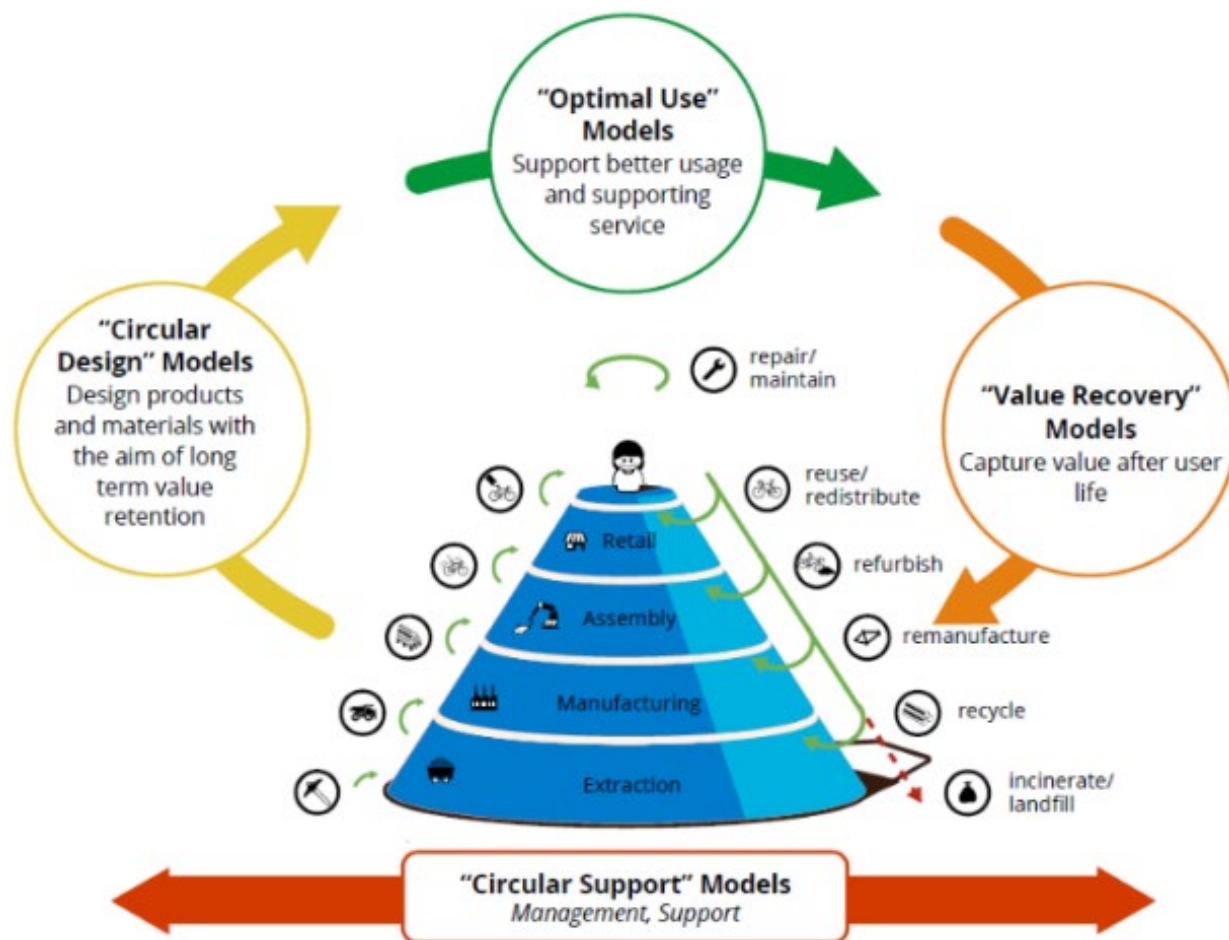 “Optimal Use”
Models
Support better usage
and supporting
service
“Circular
Design” Models
Design products
and materials with
the aim of long
term value
retention
“Value Recovery”
Models
Capture value after user
life
repair/
maintain
reuse/
redistribute
refurbish
remanufacture
recycle
incinerate/
landfill
Retail
Assembly
Manufacturing
Extraction
“Circular Support” Models
Management, Support